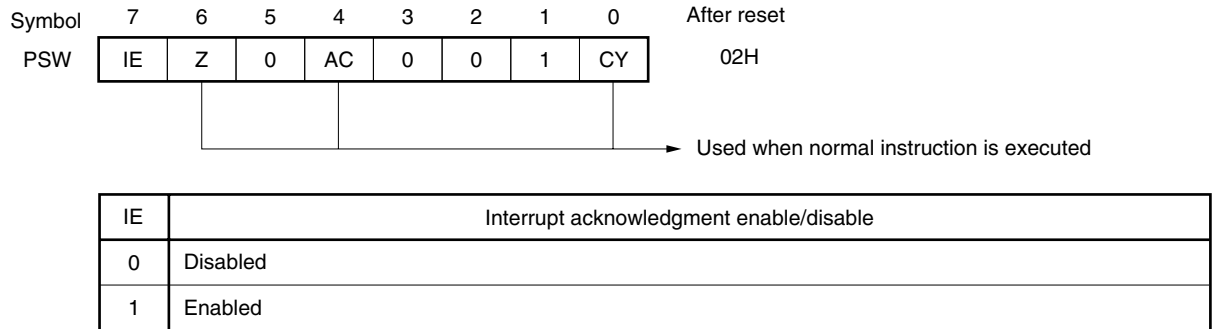 Symbol 7 6 5 4 3 2 1 0 After reset
PSW IE Z 0 AC 0 0 1 CY 02H
Used when normal instruction is executed
IE Interrupt acknowledgment enable/disable
0 Disabled
1 Enabled